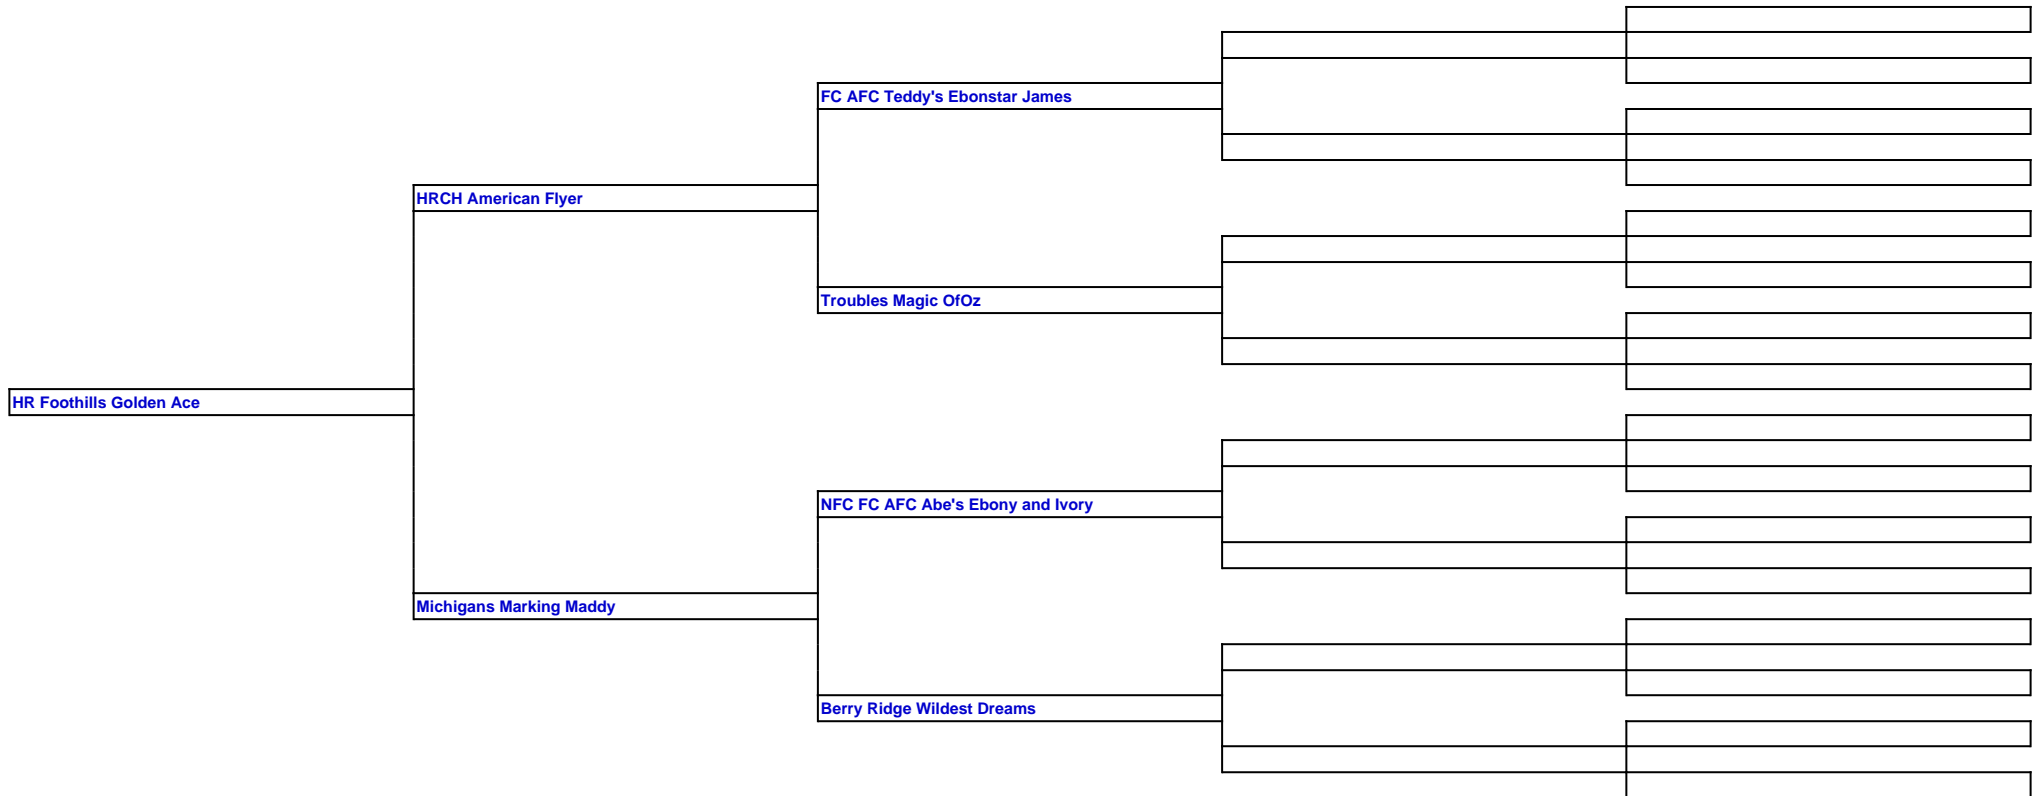 FC AFC Teddy's Ebonstar James
HRCH American Flyer
Troubles Magic OfOz
HR Foothills Golden Ace
NFC FC AFC Abe's Ebony and Ivory
Michigans Marking Maddy
Berry Ridge Wildest Dreams